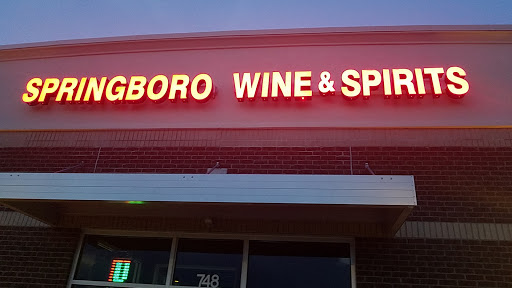 SPRINGBORO WINE & SPIRITS
748